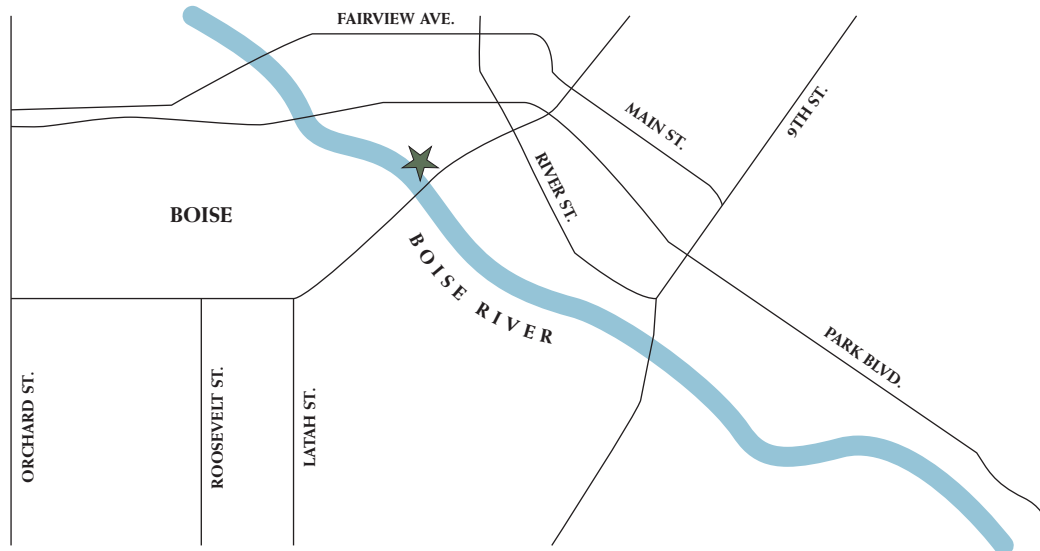 FAIRVIEW AVE.
MAIN ST.
9TH ST.
RIVER ST.
BOISE
BOISE RIVER
PARK BLVD.
ORCHARD ST.
ROOSEVELT ST.
LATAH ST.